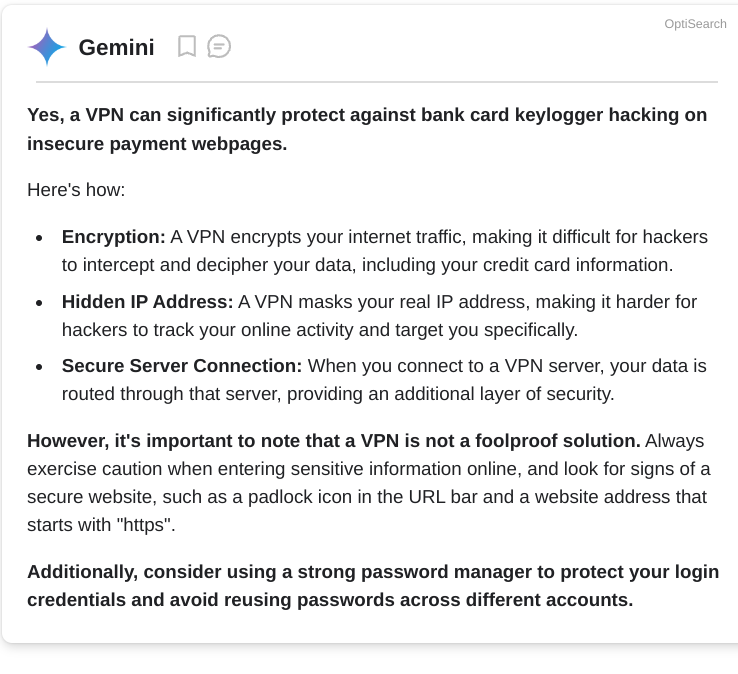 OptiSearch
Gemini
Yes, a VPN can significantly protect against bank card keylogger hacking on
insecure payment webpages.
Here's how:
• Encryption: A VPN encrypts your internet traffic, making it difficult for hackers
to intercept and decipher your data, including your credit card information.
• Hidden IP Address: A VPN masks your real IP address, making it harder for
hackers to track your online activity and target you specifically.
• Secure Server Connection: When you connect to a VPN server, your data is
routed through that server, providing an additional layer of security.
However, it's important to note that a VPN is not a foolproof solution. Always
exercise caution when entering sensitive information online, and look for signs of a
secure website, such as a padlock icon in the URL bar and a website address that
starts with "https".
Additionally, consider using a strong password manager to protect your login
credentials and avoid reusing passwords across different accounts.